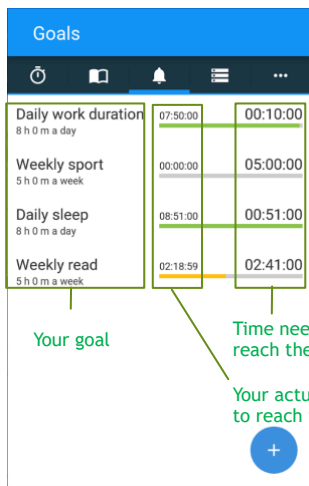 Goals
Daily work duration 07:50:00 00:10:00
8 h 0 m a day
Weekly sport 00:00:00 05:00:00
5 h 0 m a week
Daily sleep 08:51:00 00:51:00
8 h 0 m a day
Weekly read 02:18:59 02:41:00
5 h 0 m a week
Your goal
Time nee
reach the
Your actu
to reach